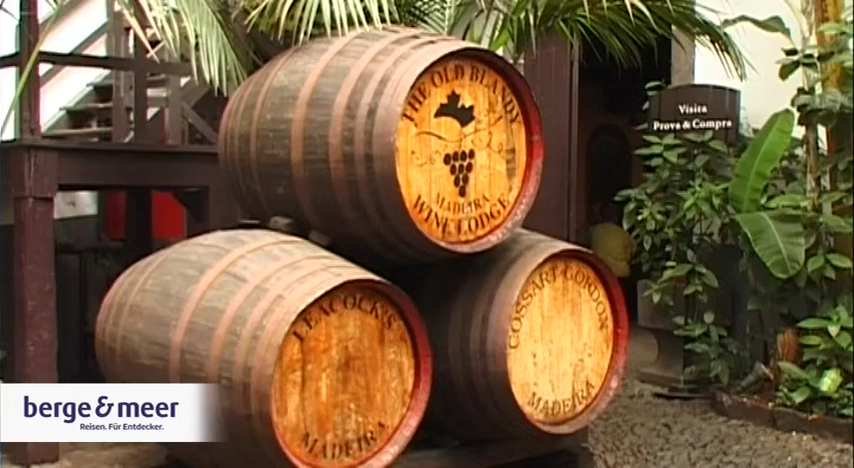 THE OLD BLANDY
MADEIRA
WINE LODGE
Visita
Prova & Compra
LEACOCK'S
MADEIRA
COSSART GORDON
MADEIRA
berge & meer
Reisen. Für Entdecker.